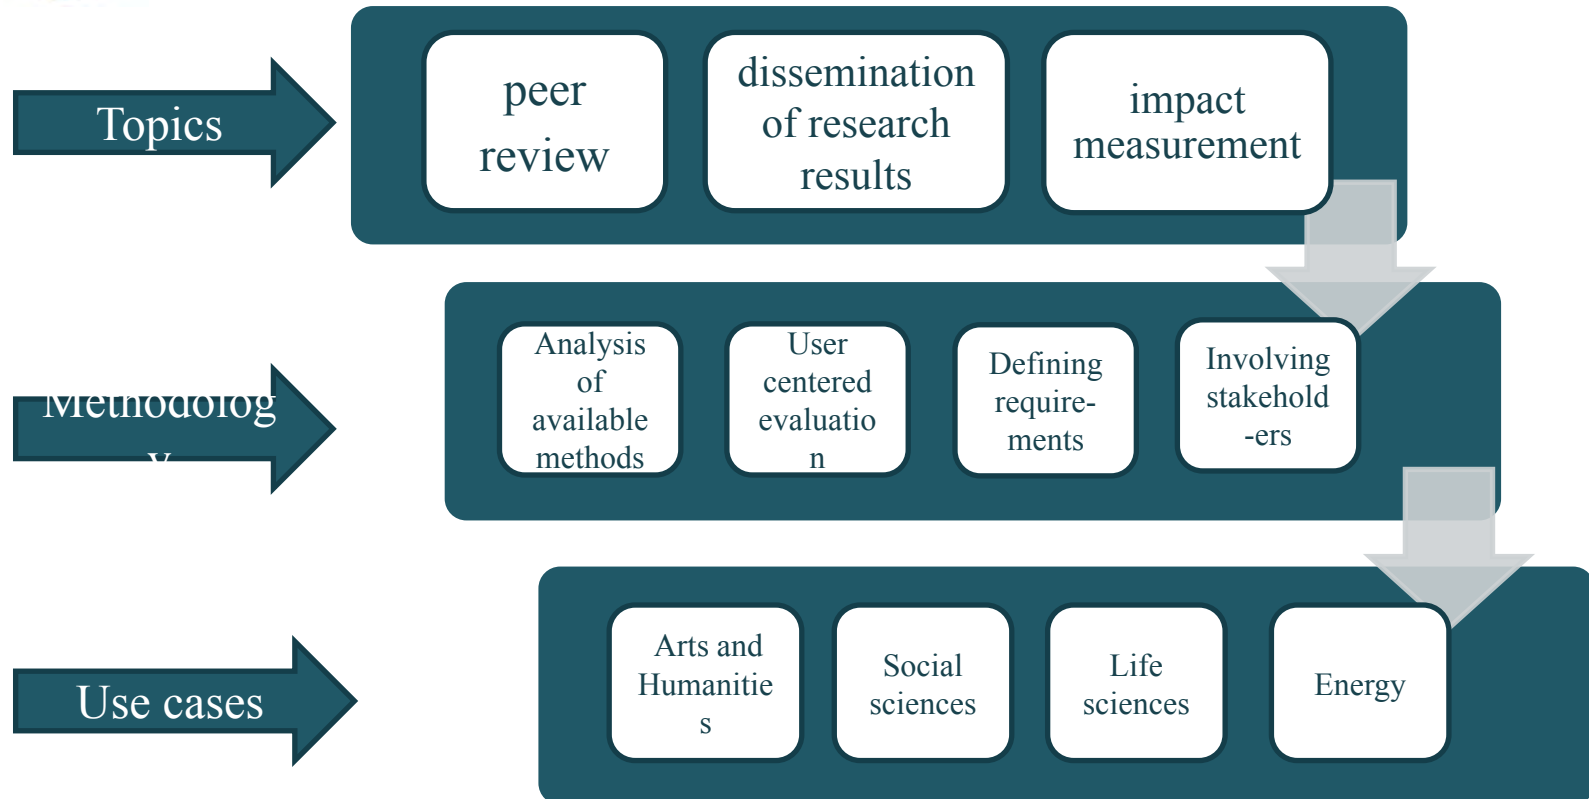 Topics
peer
review
dissemination
of research
results
impact
measurement
Methodolog
y
Analysis
of
available
methods
User
centered
evaluatio
n
Defining
require-
ments
Involving
stakehold
-ers
Use cases
Arts and
Humanitie
s
Social
sciences
Life
sciences
Energy